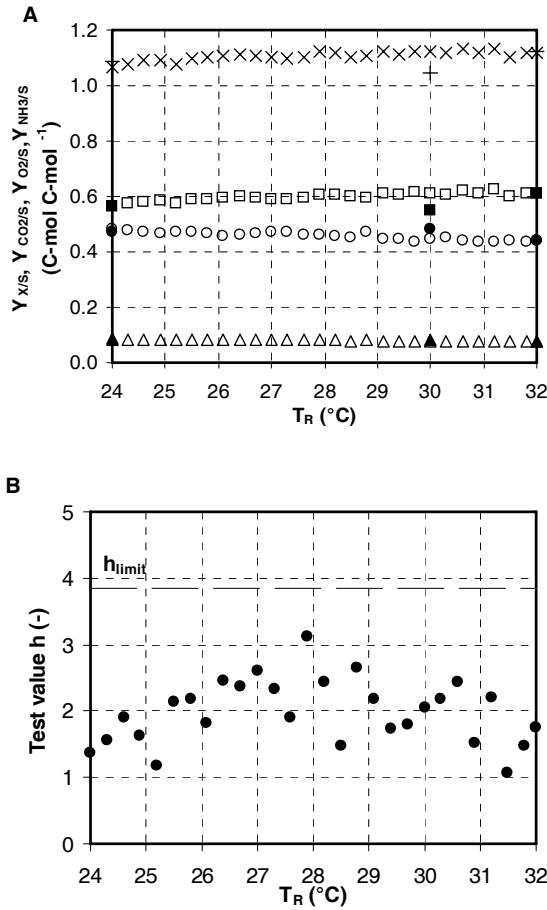 A
Y X/S, Y CO2/S, Y O2/S, Y NH3/S
(C-mol C-mol -1)
1.2
1.0
0.8
0.6
0.4
0.2
0.0
24 25 26 27 28 29 30 31 32
TR (°C)
B
Test value h (-)
5
4
3
2
1
0
hlimit
24 25 26 27 28 29 30 31 32
TR (°C)